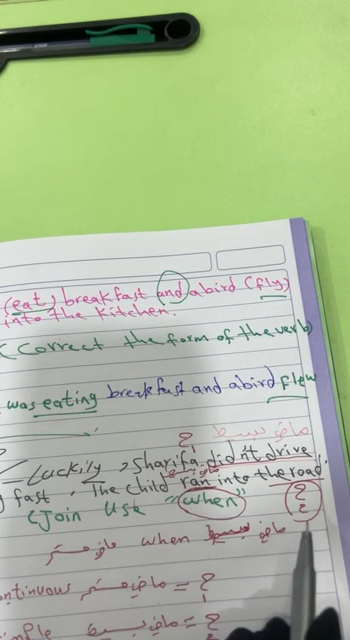 (eat) breakfast and a bird (fly)
into the kitchen.
(Correct the form of the verb)
was eating breakfast and a bird flew
ماضي بسيط
Luckily, Sharifa didn't drive
fast. The child ran into the road.
(Join Use "when"
ماضي مستمر when ماضي بسيط
ontinuous ماضي مستمر =
ماضي بسيط =